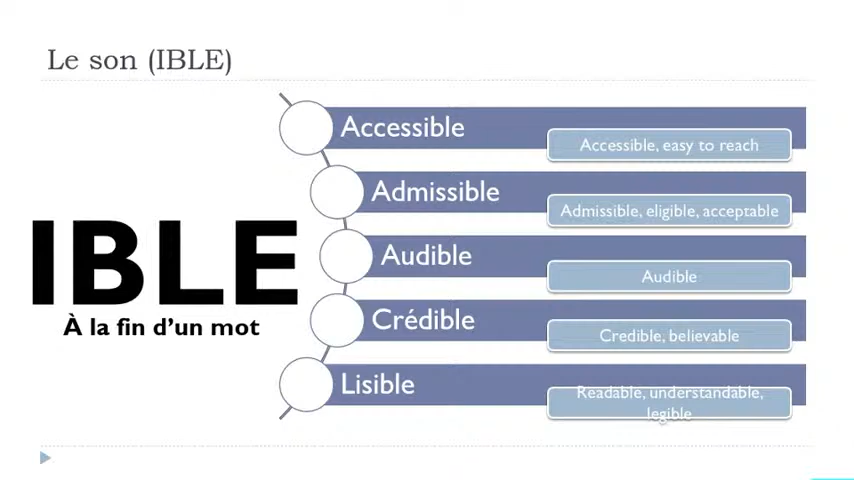 Le son (IBLE)
IBLE
À la fin d’un mot
Accessible
Accessible, easy to reach
Admissible
Admissible, eligible, acceptable
Audible
Audible
Crédible
Credible, believable
Lisible
Readable, understandable,
legible